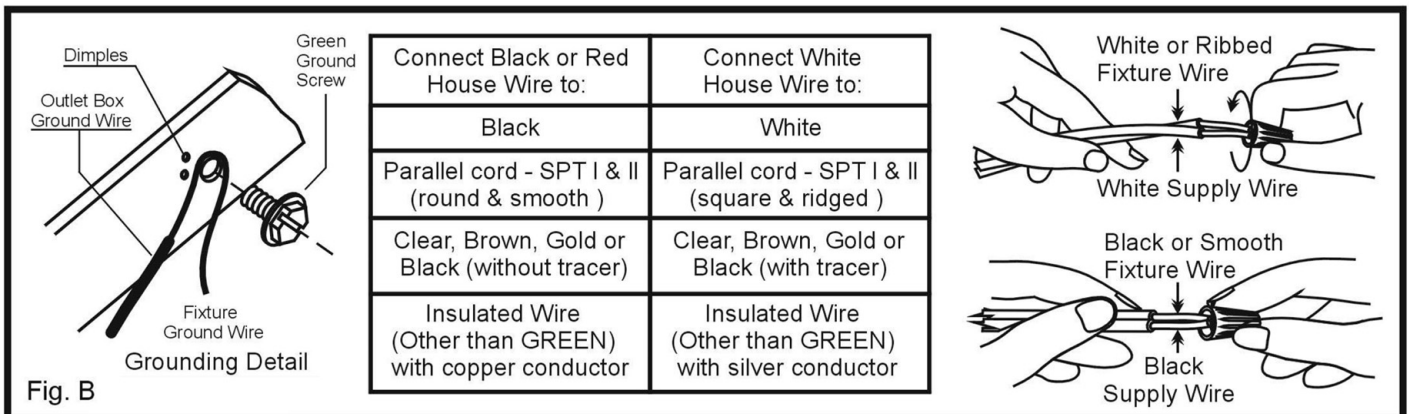 Dimples
Green
Ground
Screw
Outlet Box
Ground Wire
Fixture
Ground Wire
Grounding Detail
Fig. B
Connect Black or Red
House Wire to:
Connect White
House Wire to:
Black
White
Parallel cord - SPT I & II
(round & smooth )
Parallel cord - SPT I & II
(square & ridged )
Clear, Brown, Gold or
Black (without tracer)
Clear, Brown, Gold or
Black (with tracer)
Insulated Wire
(Other than GREEN)
with copper conductor
Insulated Wire
(Other than GREEN)
with silver conductor
White or Ribbed
Fixture Wire
White Supply Wire
Black or Smooth
Fixture Wire
Black
Supply Wire